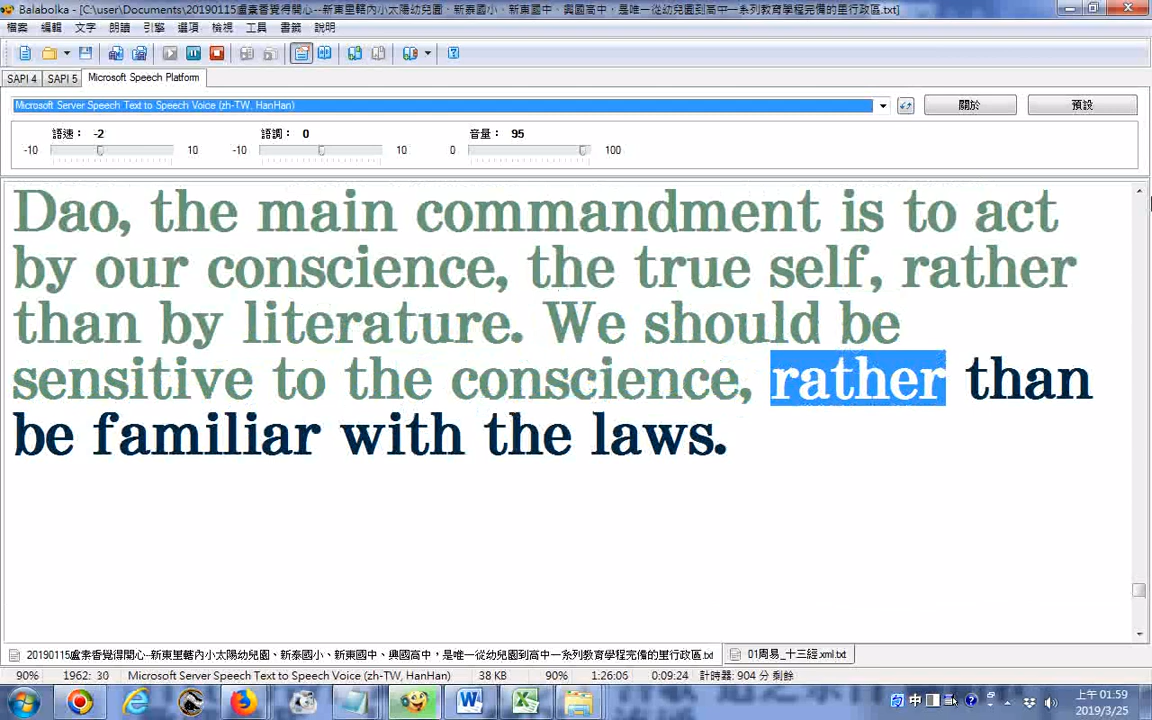 Balabolka - [C:\user\Documents\20190115盧素香覺得開心--新東里轄內小太陽幼兒園、新泰國小、新東國中、興國高中，是唯一從幼兒園到高中一系列教育學程完備的里行政區.txt]
檔案 編輯 文字 朗讀 引擎 選項 檢視 工具 書籤 說明
SAPI 4 SAPI 5 Microsoft Speech Platform
Microsoft Server Speech Text to Speech Voice (zh-TW, HanHan) 關於 預設
語速： -2 語調： 0 音量： 95
-10 10 -10 10 0 100
Dao, the main commandment is to act
by our conscience, the true self, rather
than by literature. We should be
sensitive to the conscience, rather than
be familiar with the laws.
20190115盧素香覺得開心--新東里轄內小太陽幼兒園、新泰國小、新東國中、興國高中，是唯一從幼兒園到高中一系列教育學程完備的里行政區.txt 01周易_十三經.xml.txt
90% 1962: 30 Microsoft Server Speech Text to Speech Voice (zh-TW, HanHan) 38 KB 90% 1:26:06 0:09:24 計時器: 904 分 剩餘
中 上午 01:59
2019/3/25